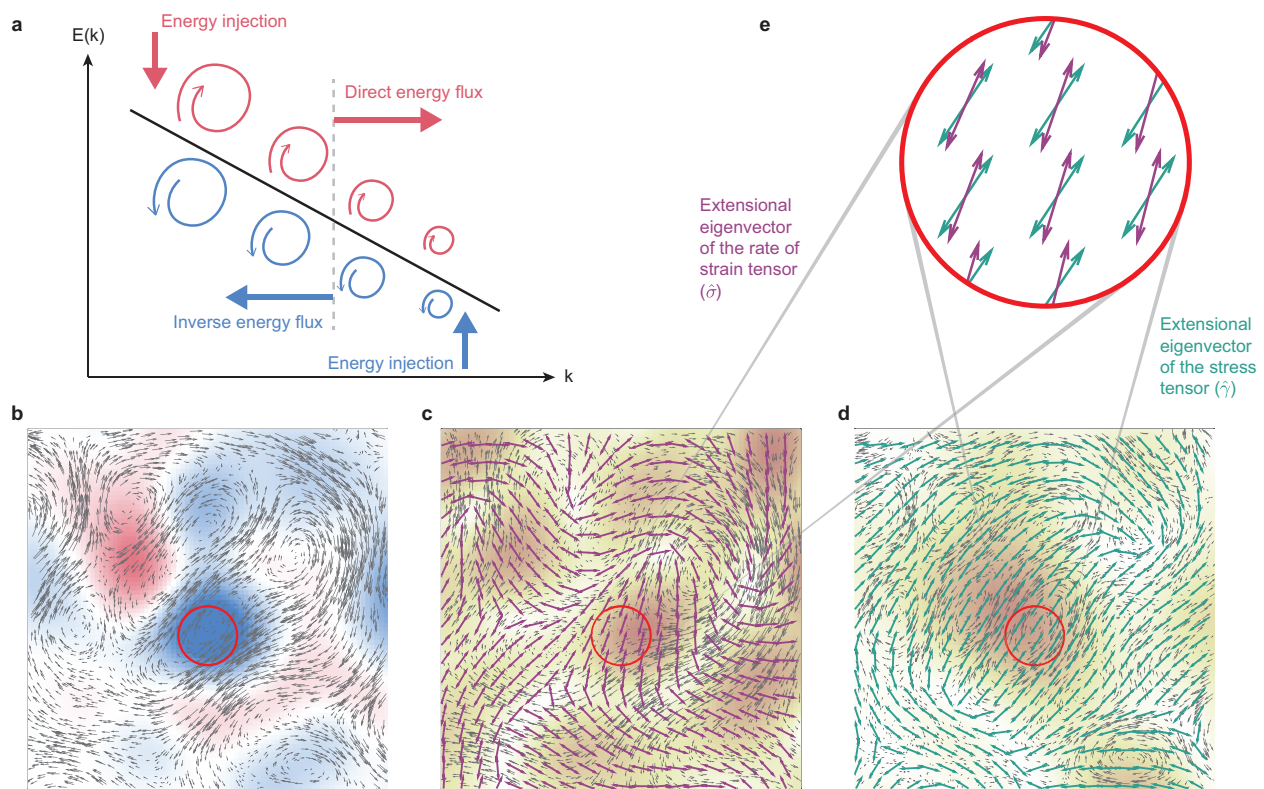 a
E(k)
Energy injection
Direct energy flux
Inverse energy flux
Energy injection
k
e
Extensional
eigenvector
of the rate of
strain tensor
(σ̂)
Extensional
eigenvector
of the stress
tensor (γ̂)
b
c
d